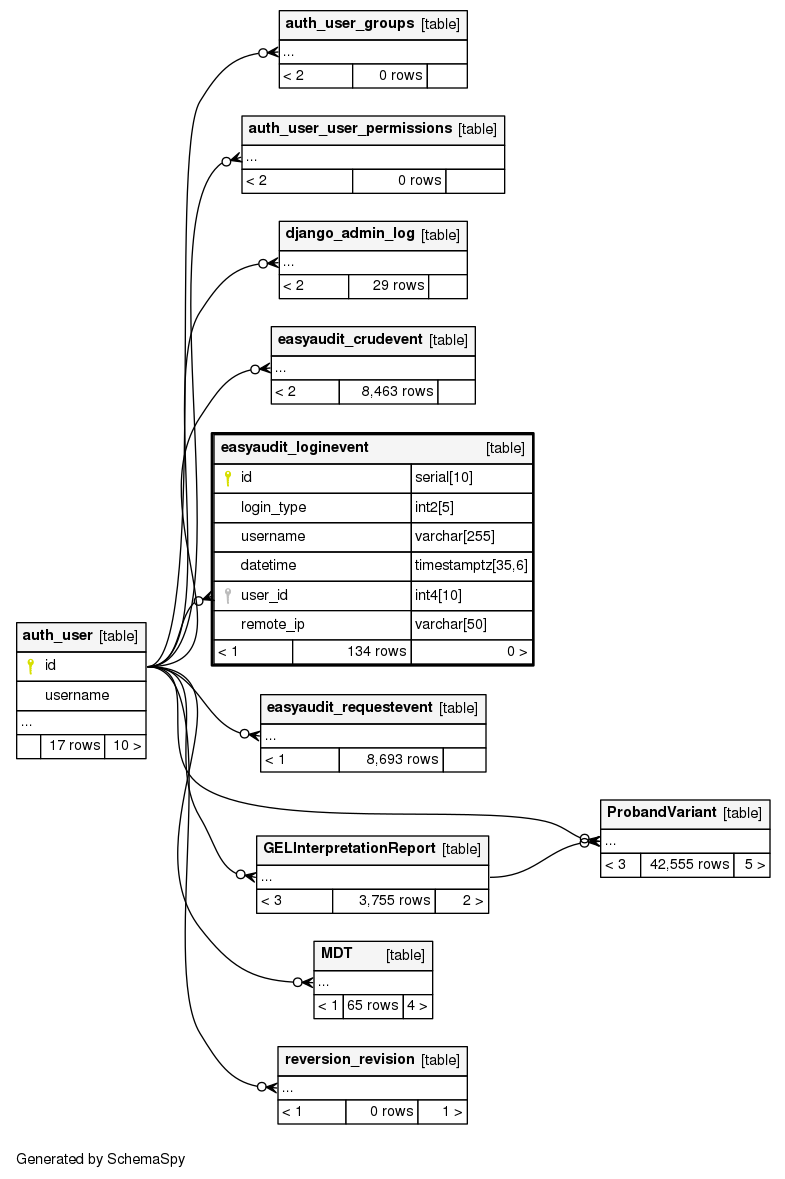 auth_user_groups [table]
...
< 2 0 rows
auth_user_user_permissions [table]
...
< 2 0 rows
django_admin_log [table]
...
< 2 29 rows
easyaudit_crudevent [table]
...
< 2 8,463 rows
easyaudit_loginevent [table]
id serial[10]
login_type int2[5]
username varchar[255]
datetime timestamptz[35,6]
user_id int4[10]
remote_ip varchar[50]
< 1 134 rows 0 >
auth_user [table]
id
username
...
17 rows 10 >
easyaudit_requestevent [table]
...
< 1 8,693 rows
ProbandVariant [table]
...
< 3 42,555 rows 5 >
GELInterpretationReport [table]
...
< 3 3,755 rows 2 >
MDT [table]
...
< 1 65 rows 4 >
reversion_revision [table]
...
< 1 0 rows 1 >
Generated by SchemaSpy